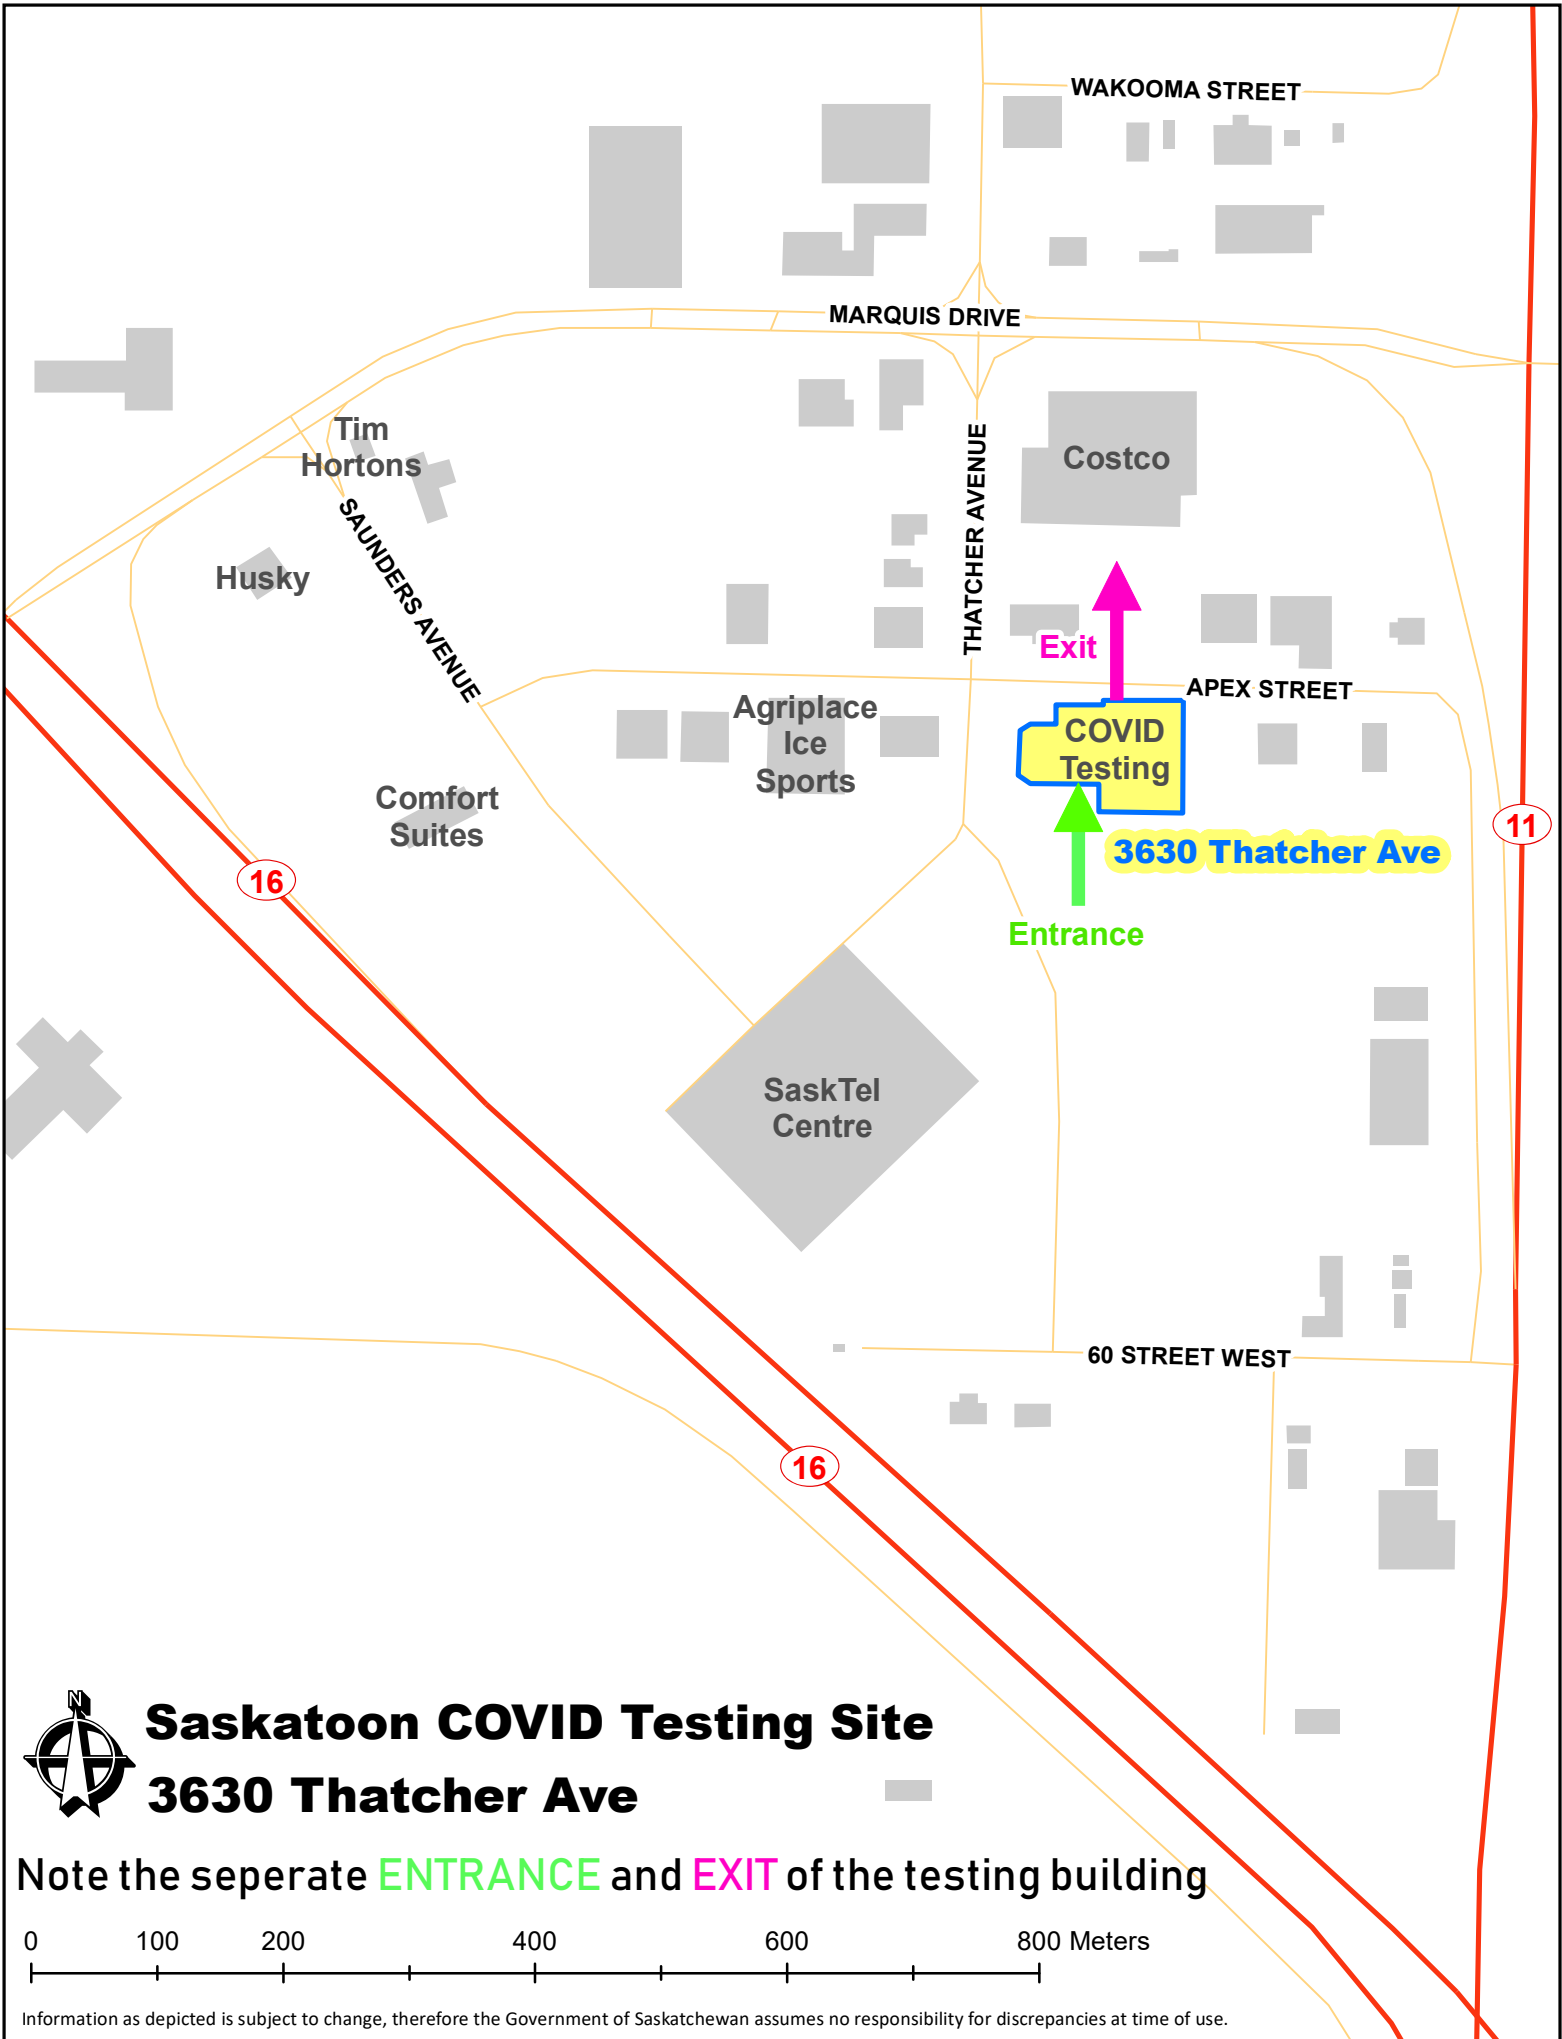 WAKOOMA STREET
MARQUIS DRIVE
Tim
Hortons
Costco
THATCHER AVENUE
SAUNDERS AVENUE
Husky
Exit
APEX STREET
Agriplace
Ice
Sports
COVID
Testing
Comfort
Suites
11
3630 Thatcher Ave
16
Entrance
SaskTel
Centre
60 STREET WEST
16
N
Saskatoon COVID Testing Site
3630 Thatcher Ave
Note the seperate ENTRANCE and EXIT of the testing building
0 100 200 400 600 800 Meters
Information as depicted is subject to change, therefore the Government of Saskatchewan assumes no responsibility for discrepancies at time of use.